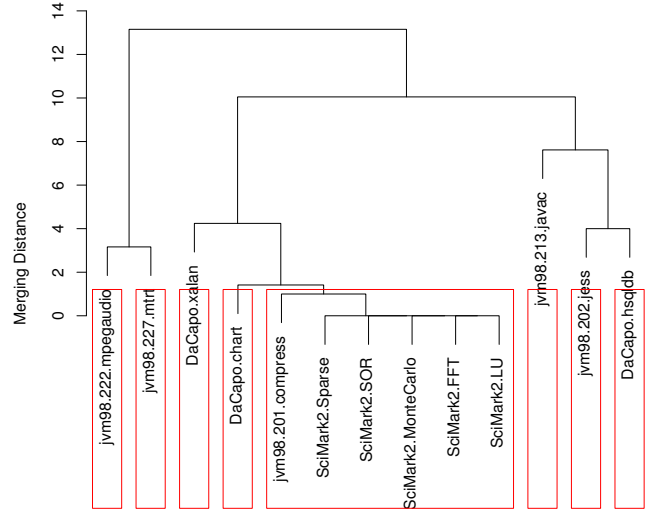 14
12
10
8
6
4
2
0
Merging Distance
jvm98.222.mpegaudio
jvm98.227.mtrt
DaCapo.xalan
DaCapo.chart
jvm98.201.compress
SciMark2.Sparse
SciMark2.SOR
SciMark2.MonteCarlo
SciMark2.FFT
SciMark2.LU
jvm98.213.javac
jvm98.202.jess
DaCapo.hsqldb